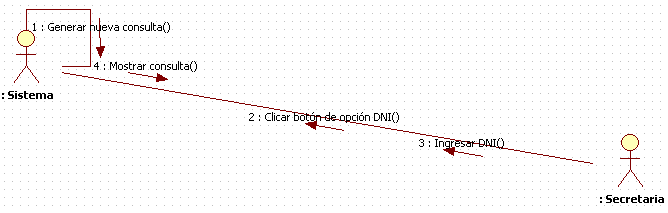 1 : Generar nueva consulta()
4 : Mostrar consulta()
: Sistema
2 : Clicar botón de opción DNI()
3 : Ingresar DNI()
: Secretaria